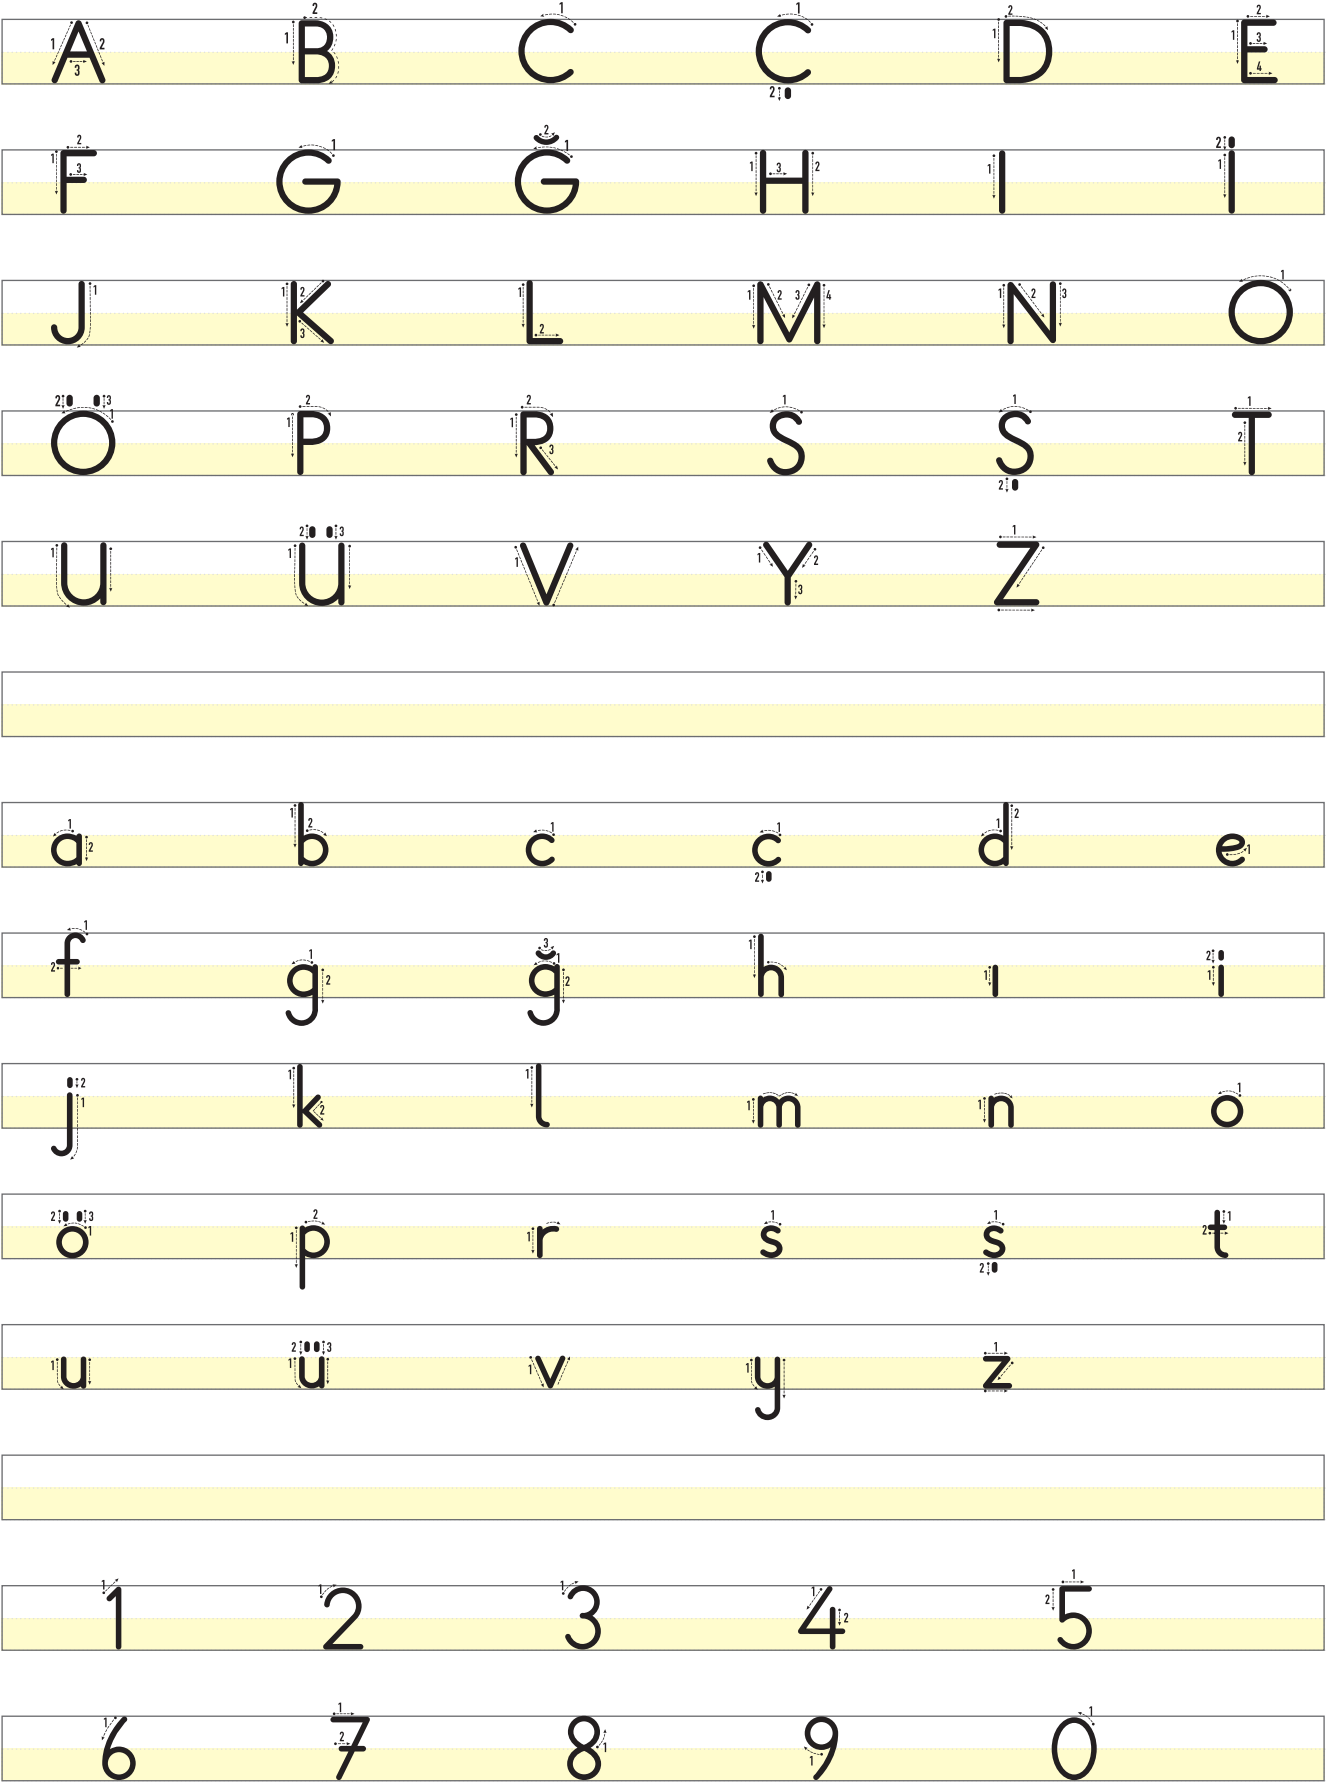 A B C Ç D E
F G Ğ H I İ
J K L M N O
Ö P R S Ş T
U Ü V Y Z
a b c ç d e
f g ğ h ı i
j k l m n o
ö p r s ş t
u ü v y z
1 2 3 4 5
6 7 8 9 0